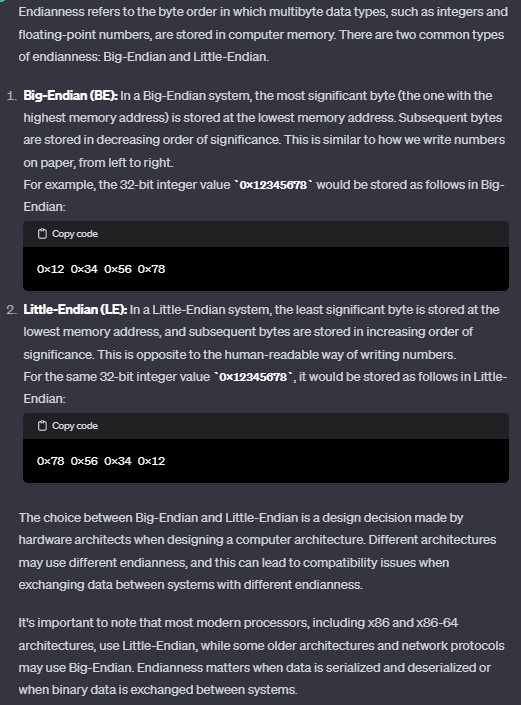 Endianness refers to the byte order in which multibyte data types, such as integers and
floating-point numbers, are stored in computer memory. There are two common types
of endianness: Big-Endian and Little-Endian.
1. Big-Endian (BE): In a Big-Endian system, the most significant byte (the one with the
highest memory address) is stored at the lowest memory address. Subsequent bytes
are stored in decreasing order of significance. This is similar to how we write numbers
on paper, from left to right.
For example, the 32-bit integer value `0x12345678` would be stored as follows in Big-
Endian:
Copy code
0x12 0x34 0x56 0x78
2. Little-Endian (LE): In a Little-Endian system, the least significant byte is stored at the
lowest memory address, and subsequent bytes are stored in increasing order of
significance. This is opposite to the human-readable way of writing numbers.
For the same 32-bit integer value `0x12345678`, it would be stored as follows in Little-
Endian:
Copy code
0x78 0x56 0x34 0x12
The choice between Big-Endian and Little-Endian is a design decision made by
hardware architects when designing a computer architecture. Different architectures
may use different endianness, and this can lead to compatibility issues when
exchanging data between systems with different endianness.
It's important to note that most modern processors, including x86 and x86-64
architectures, use Little-Endian, while some older architectures and network protocols
may use Big-Endian. Endianness matters when data is serialized and deserialized or
when binary data is exchanged between systems.